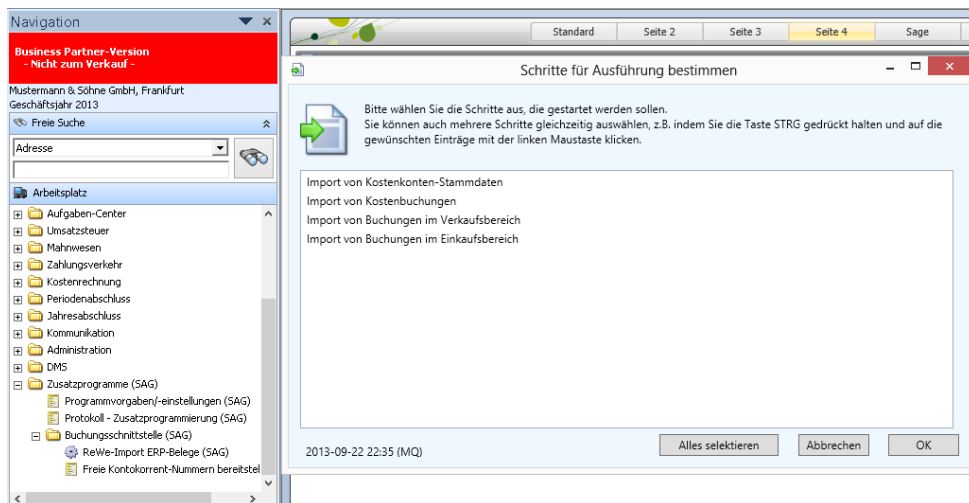 Navigation
Business Partner-Version
- Nicht zum Verkauf -
Mustermann & Söhne GmbH, Frankfurt
Geschäftsjahr 2013
Freie Suche
Adresse
Arbeitsplatz
Aufgaben-Center
Umsatzsteuer
Mahnwesen
Zahlungsverkehr
Kostenrechnung
Periodenabschluss
Jahresabschluss
Kommunikation
Administration
DMS
Zusatzprogramme (SAG)
Programmvorgaben/-einstellungen (SAG)
Protokoll - Zusatzprogrammierung (SAG)
Buchungsschnittstelle (SAG)
ReWe-Import ERP-Belege (SAG)
Freie Kontokorrent-Nummern bereitstel
Standard
Seite 2
Seite 3
Seite 4
Sage
Schritte für Ausführung bestimmen
Bitte wählen Sie die Schritte aus, die gestartet werden sollen.
Sie können auch mehrere Schritte gleichzeitig auswählen, z.B. indem Sie die Taste STRG gedrückt halten und auf die
gewünschten Einträge mit der linken Maustaste klicken.
Import von Kostenkonten-Stammdaten
Import von Kostenbuchungen
Import von Buchungen im Verkaufsbereich
Import von Buchungen im Einkaufsbereich
2013-09-22 22:35 (MQ)
Alles selektieren
Abbrechen
OK